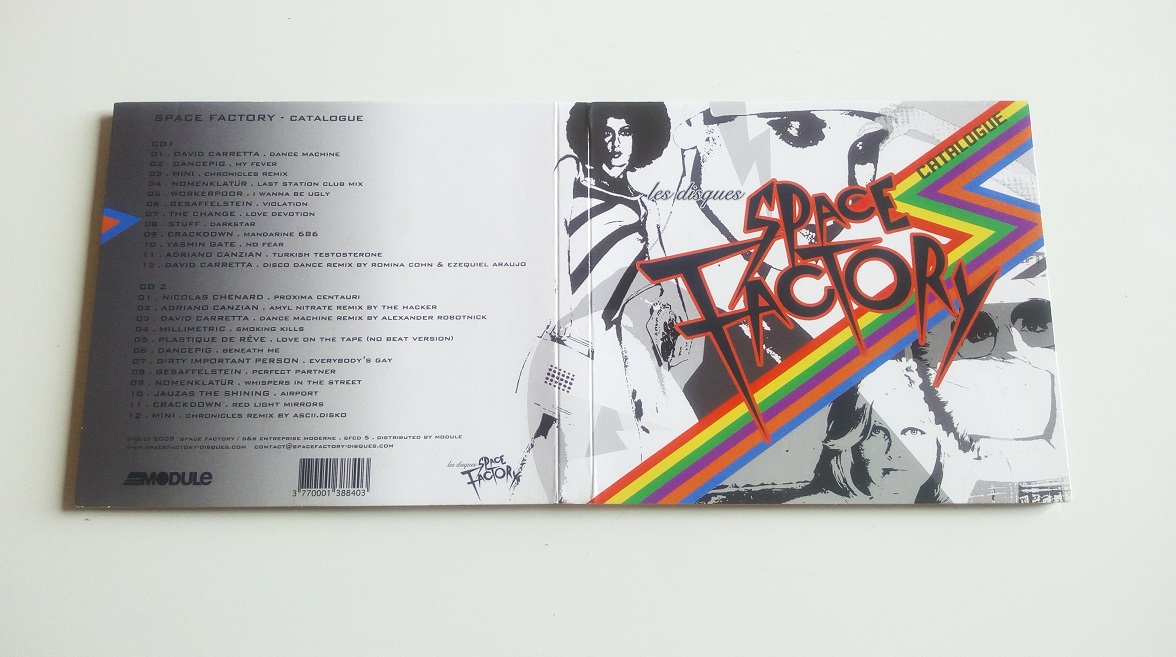 SPACE FACTORY - CATALOGUE
CD 1
01 . DAVID CARRETTA . DANCE MACHINE
02 . DANCEPIG . MY FEVER
03 . MINI . CHRONICLES REMIX
04 . NOMENKLATÜR . LAST STATION CLUB MIX
05 . WORKERPOOR . I WANNA BE UGLY
06 . GESAFFELSTEIN . VIOLATION
07 . THE CHANGE . LOVE DEVOTION
08 . STUFF . DARKSTAR
09 . CRACKDOWN . MANDARINE 686
10 . YASMIN GATE . NO FEAR
11 . ADRIANO CANZIAN . TURKISH TESTOSTERONE
12 . DAVID CARRETTA . DISCO DANCE REMIX BY ROMINA COHN & EZEQUIEL ARAUJO
CD 2
01 . NICOLAS CHENARD . PROXIMA CENTAURI
02 . ADRIANO CANZIAN . AMYL NITRATE REMIX BY THE HACKER
03 . DAVID CARRETTA . DANCE MACHINE REMIX BY ALEXANDER ROBOTNICK
04 . MILLIMETRIC . SMOKING KILLS
05 . PLASTIQUE DE RÊVE . LOVE ON THE TAPE (NO BEAT VERSION)
06 . DANCEPIG . BENEATH ME
07 . DIRTY IMPORTANT PERSON . EVERYBODY'S GAY
08 . GESAFFELSTEIN . PERFECT PARTNER
09 . NOMENKLATÜR . WHISPERS IN THE STREET
10 . JAUZAS THE SHINING . AIRPORT
11 . CRACKDOWN . RED LIGHT MIRRORS
12 . MINI . CHRONICLES REMIX BY ASCII.DISKO
2009 SPACE FACTORY / B&B ENTREPRISE MODERNE . SFCD 5 . DISTRIBUTED BY MODULE
WWW.SPACEFACTORY-DISQUES.COM CONTACT@SPACEFACTORY-DISQUES.COM
MODULE
3 770001 388403
les disques
SPACE
FACTORY
les disques
SPACE
FACTORY
CATALOGUE